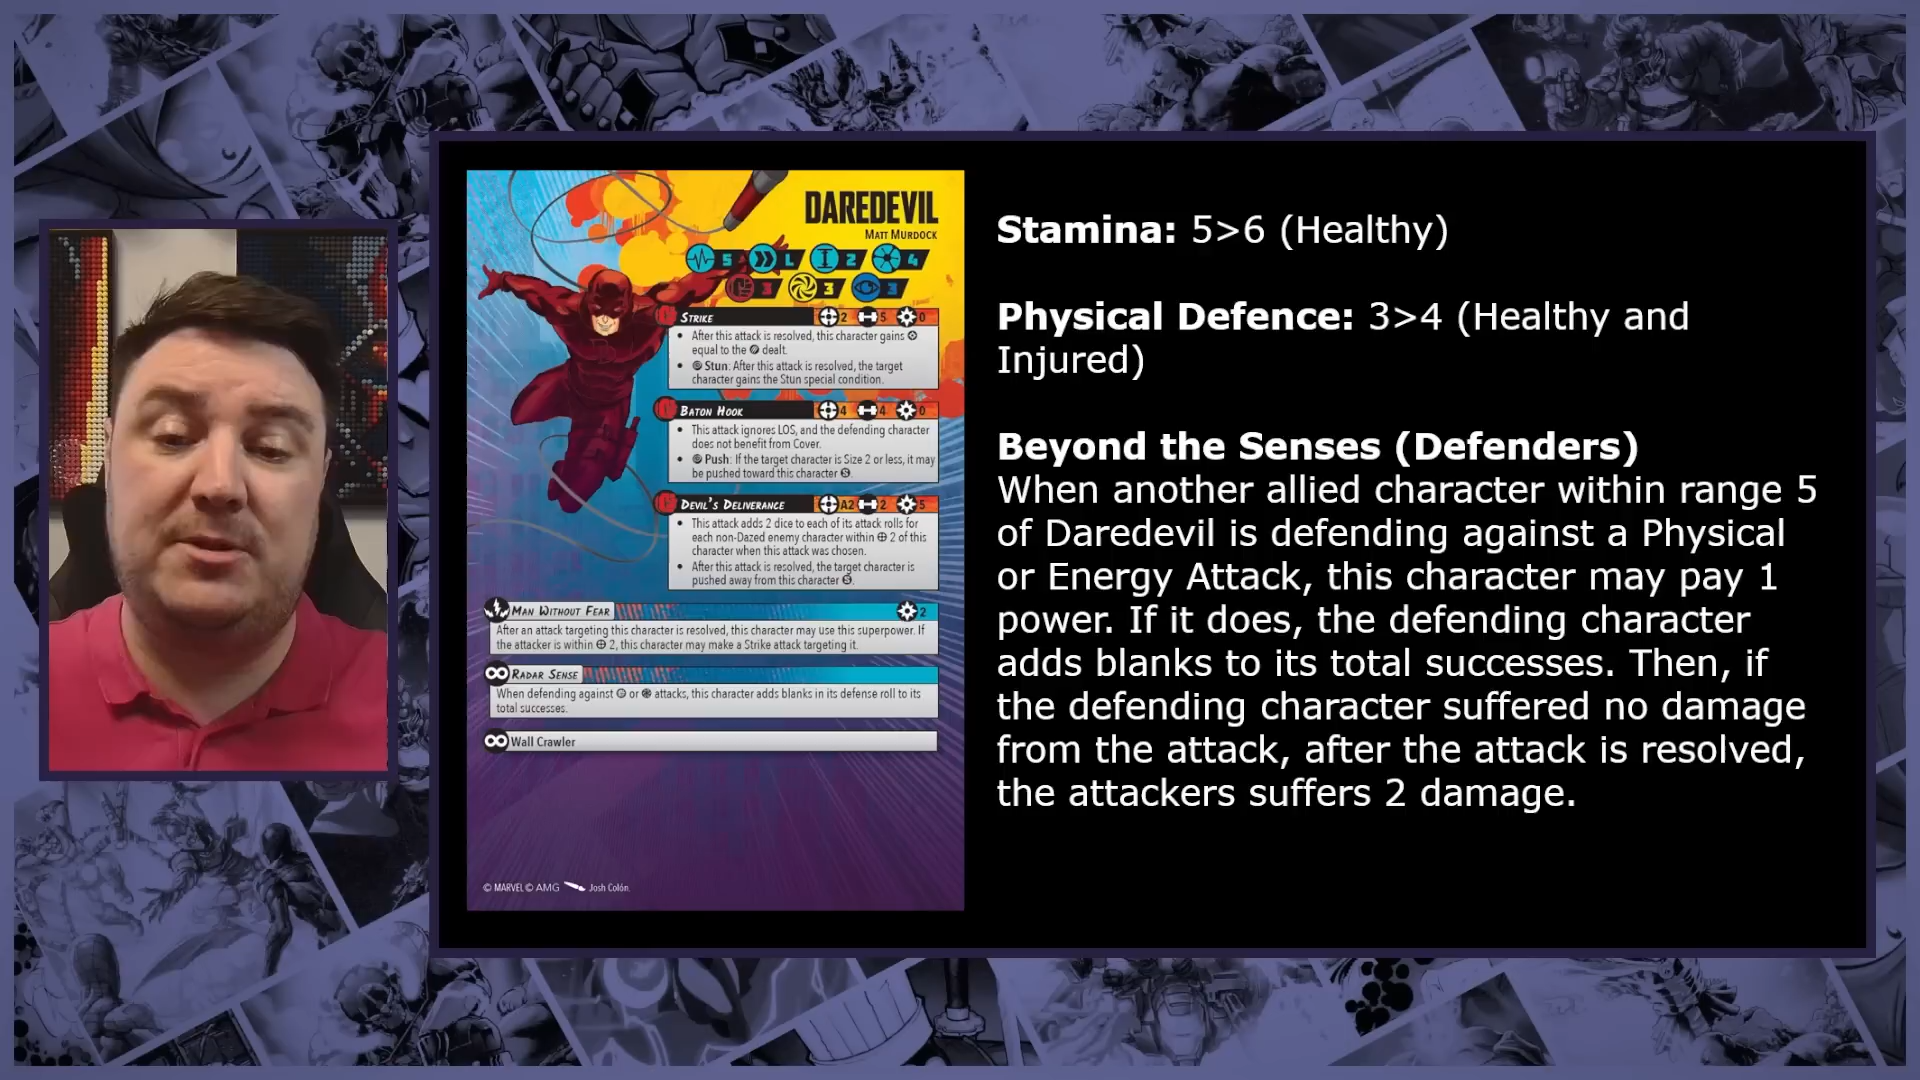 DAREDEVIL
MATT MURDOCK
5 L 2 4
3 3 3
STRIKE 2 5 0
• After this attack is resolved, this character gains
equal to the dealt.
• Stun: After this attack is resolved, the target
character gains the Stun special condition.
BATON HOOK 4 4 0
• This attack ignores LOS, and the defending character
does not benefit from Cover.
• Push: If the target character is Size 2 or less, it may
be pushed toward this character S.
DEVIL'S DELIVERANCE A2 2 5
• This attack adds 2 dice to each of its attack rolls for
each non-Dazed enemy character within 2 of this
character when this attack was chosen.
• After this attack is resolved, the target character is
pushed away from this character S.
MAN WITHOUT FEAR 2
After an attack targeting this character is resolved, this character may use this superpower. If
the attacker is within 2, this character may make a Strike attack targeting it.
RADAR SENSE
When defending against or attacks, this character adds blanks in its defense roll to its
total successes.
Wall Crawler
© MARVEL © AMG Josh Colón.
Stamina: 5>6 (Healthy)
Physical Defence: 3>4 (Healthy and
Injured)
Beyond the Senses (Defenders)
When another allied character within range 5
of Daredevil is defending against a Physical
or Energy Attack, this character may pay 1
power. If it does, the defending character
adds blanks to its total successes. Then, if
the defending character suffered no damage
from the attack, after the attack is resolved,
the attackers suffers 2 damage.